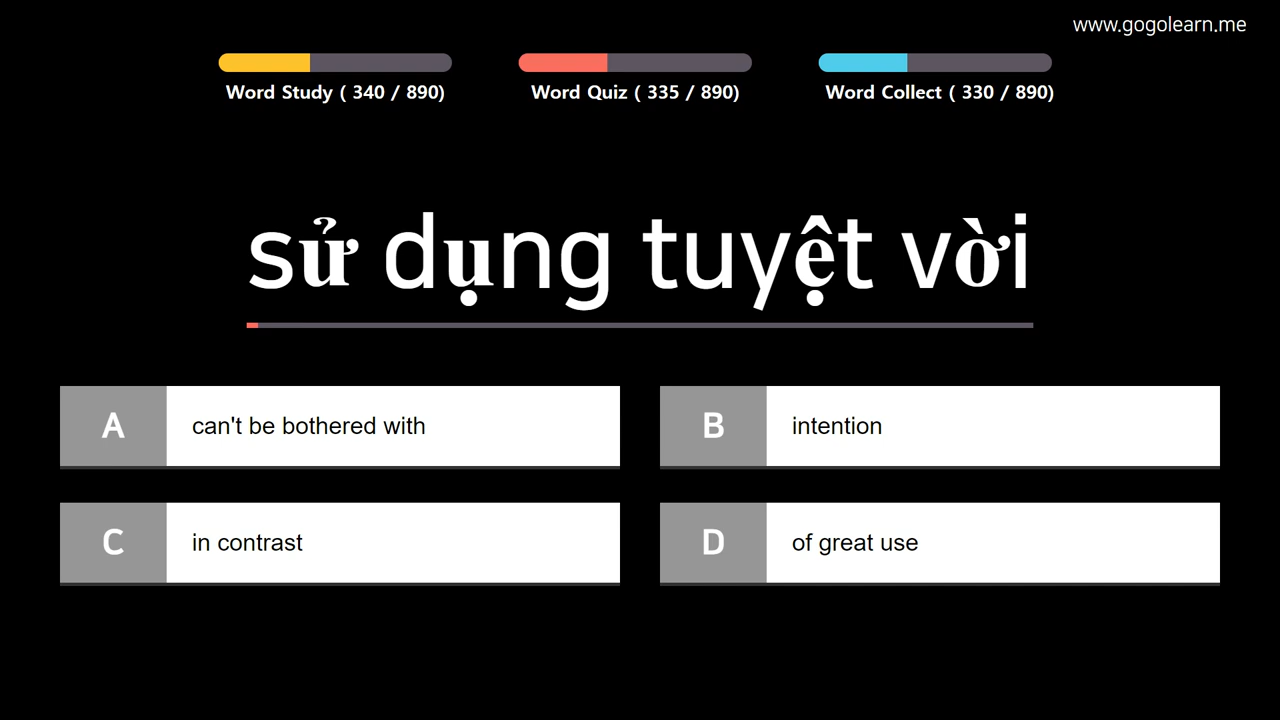 www.gogolearn.me
Word Study ( 340 / 890)
Word Quiz ( 335 / 890)
Word Collect ( 330 / 890)
sử dụng tuyệt vời
A can't be bothered with
B intention
C in contrast
D of great use